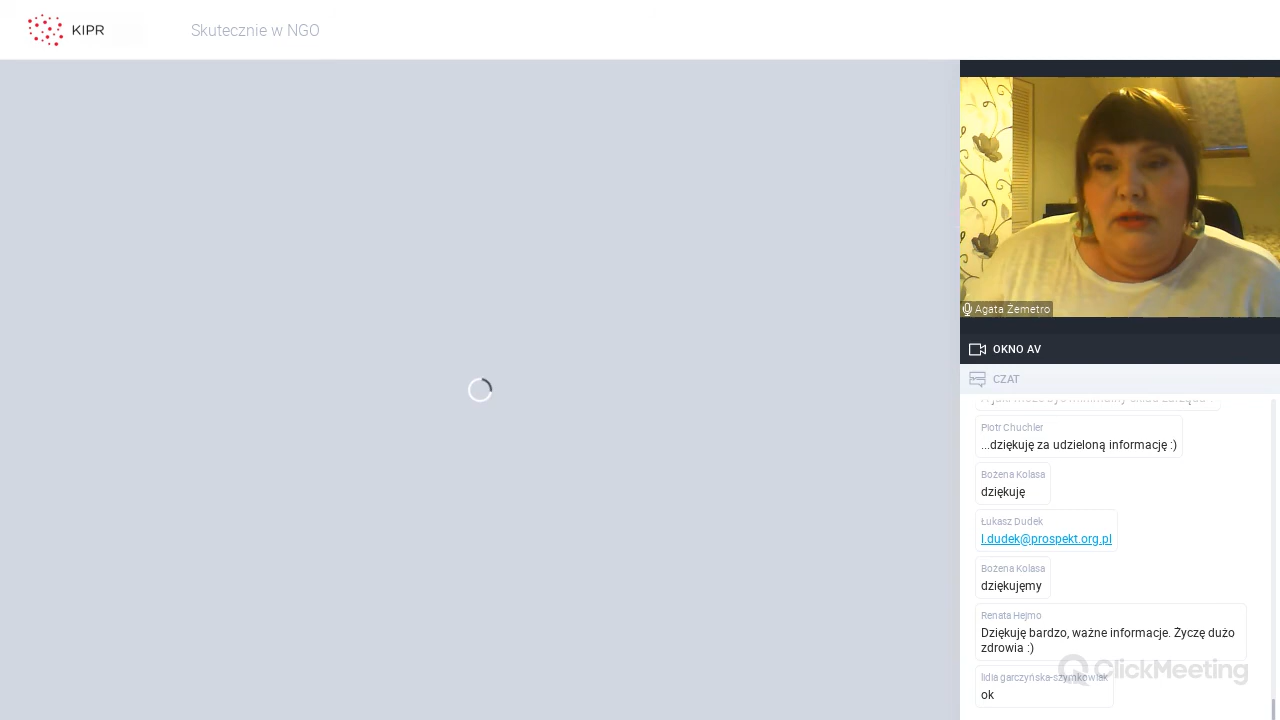 KIPR
Skutecznie w NGO
Agata Żemetro
OKNO AV
CZAT
Piotr Chuchler
...dziękuję za udzieloną informację :)
Bożena Kolasa
dziękuję
Łukasz Dudek
l.dudek@prospekt.org.pl
Bożena Kolasa
dziękujęmy
Renata Hejmo
Dziękuję bardzo, ważne informacje. Życzę dużo
zdrowia :)
ClickMeeting
lidia garczyńska-szymkowiak
ok